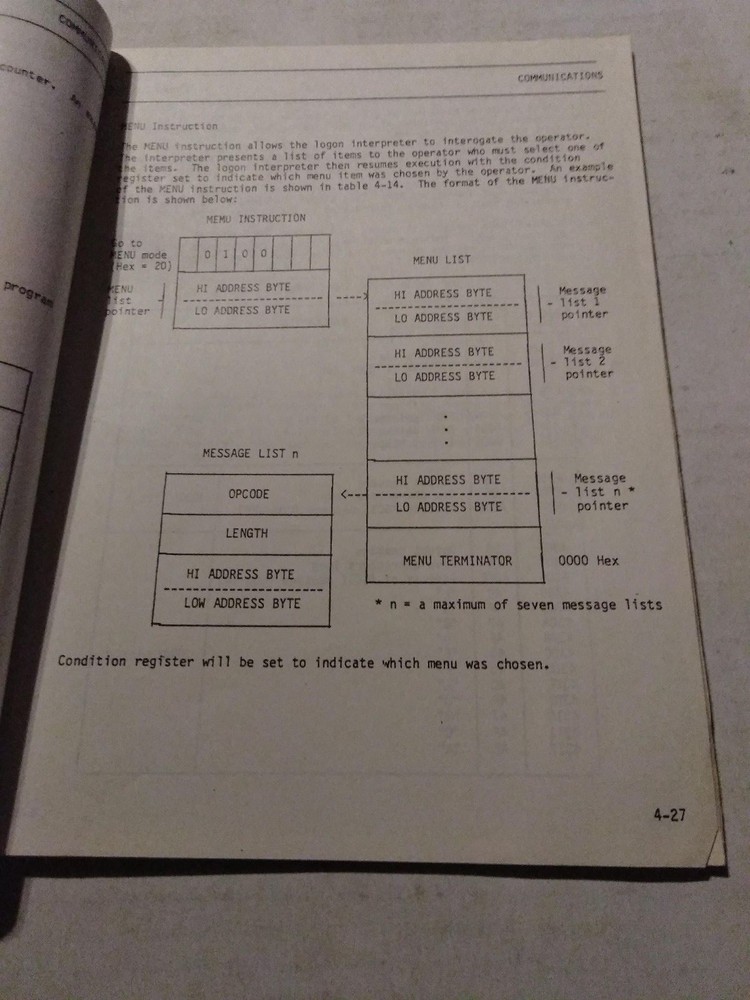 COMMUN
counter. An
program
COMMUNICATIONS
MENU Instruction
The MENU instruction allows the logon interpreter to interogate the operator.
The interpreter presents a list of items to the operator who must select one of
the items. The logon interpreter then resumes execution with the condition
register set to indicate which menu item was chosen by the operator. An example
of the MENU instruction is shown in table 4-14. The format of the MENU instruc-
tion is shown below:
MEMU INSTRUCTION
Go to
MENU mode
(Hex = 20)
0 1 0 0
MENU
list
pointer
HI ADDRESS BYTE
LO ADDRESS BYTE
MENU LIST
HI ADDRESS BYTE
LO ADDRESS BYTE
Message
- list 1
pointer
HI ADDRESS BYTE
LO ADDRESS BYTE
Message
- list 2
pointer
HI ADDRESS BYTE
LO ADDRESS BYTE
Message
- list n *
pointer
MENU TERMINATOR 0000 Hex
MESSAGE LIST n
OPCODE
LENGTH
HI ADDRESS BYTE
LOW ADDRESS BYTE
* n = a maximum of seven message lists
Condition register will be set to indicate which menu was chosen.
4-27